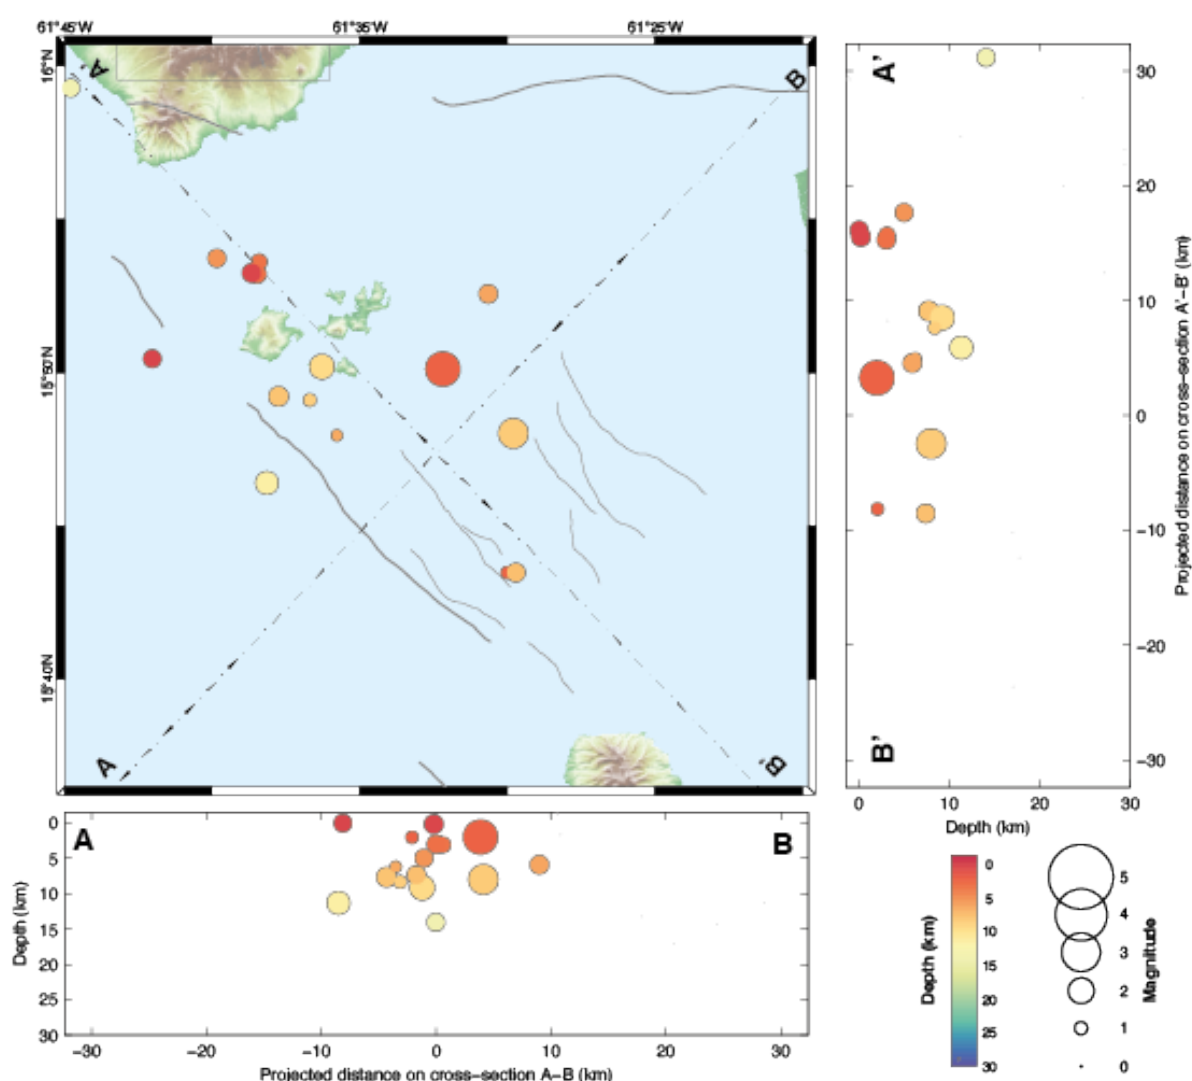 61°45'W 61°35'W 61°25'W
16°N
15°50'N
15°40'N
A'
B
A
B'
A'
B'
30
20
10
0
−10
−20
−30
Projected distance on cross−section A'−B' (km)
0 10 20 30
Depth (km)
A
B
0
5
10
15
20
25
30
Depth (km)
−30 −20 −10 0 10 20 30
Projected distance on cross−section A−B (km)
0
5
10
15
20
25
30
Depth (km)
5
4
3
2
1
0
Magnitude